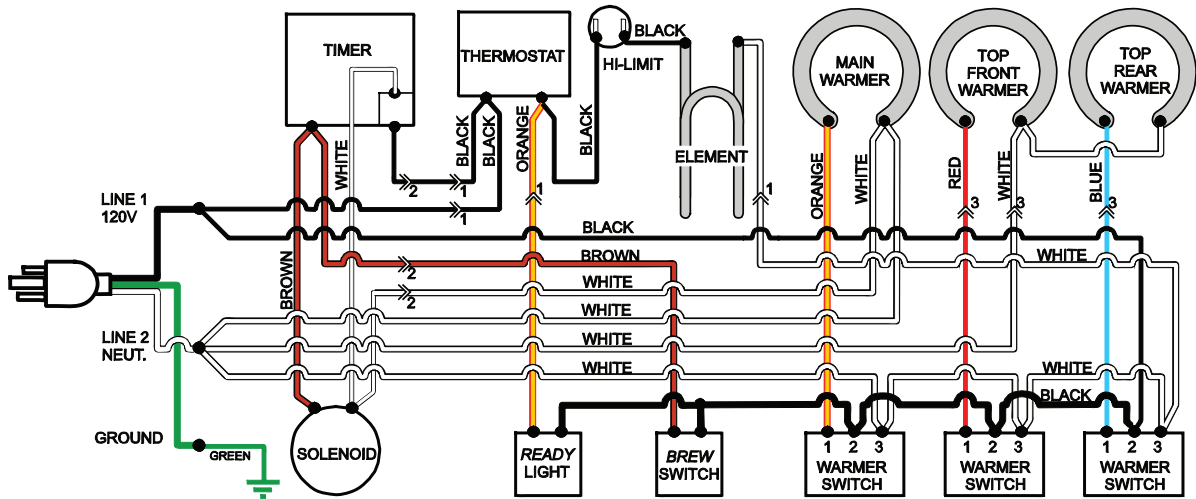 TIMER
THERMOSTAT
HI-LIMIT
BLACK
ELEMENT
MAIN
WARMER
TOP
FRONT
WARMER
TOP
REAR
WARMER
WHITE
BLACK
BLACK
ORANGE
BLACK
ORANGE
WHITE
RED
WHITE
BLUE
2
1
1
1
1
3
3
3
LINE 1
120V
BLACK
BROWN
2
BROWN
WHITE
2
WHITE
WHITE
WHITE
LINE 2
NEUT.
WHITE
WHITE
WHITE
BLACK
GROUND
GREEN
SOLENOID
READY
LIGHT
BREW
SWITCH
1 2 3
WARMER
SWITCH
1 2 3
WARMER
SWITCH
1 2 3
WARMER
SWITCH